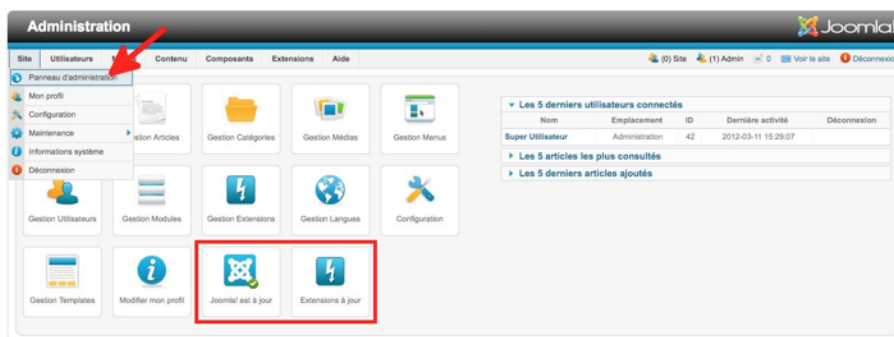 Administration
Joomla!
Site Utilisateurs Contenu Composants Extensions Aide
(0) Site (1) Admin 0 Voir le site Déconnexio
Panneau d'administration
Mon profil
Configuration
Maintenance
Informations système
Déconnexion
Gestion Catégories Gestion Médias Gestion Menus
Gestion Utilisateurs Gestion Modules Gestion Extensions Gestion Langues Configuration
Gestion Templates Modifier mon profil Joomla! est à jour Extensions à jour
Les 5 derniers utilisateurs connectés
Nom Emplacement ID Dernière activité Déconnexion
Super Utilisateur Administration 42 2012-03-11 15:29:07
Les 5 articles les plus consultés
Les 5 derniers articles ajoutés